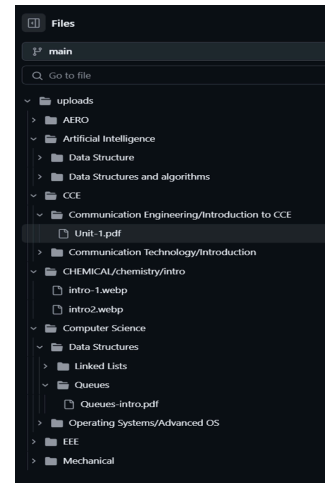 Files
main
Go to file
uploads
AERO
Artificial Intelligence
Data Structure
Data Structures and algorithms
CCE
Communication Engineering/Introduction to CCE
Unit-1.pdf
Communication Technology/Introduction
CHEMICAL/chemistry/intro
intro-1.webp
intro2.webp
Computer Science
Data Structures
Linked Lists
Queues
Queues-intro.pdf
Operating Systems/Advanced OS
EEE
Mechanical